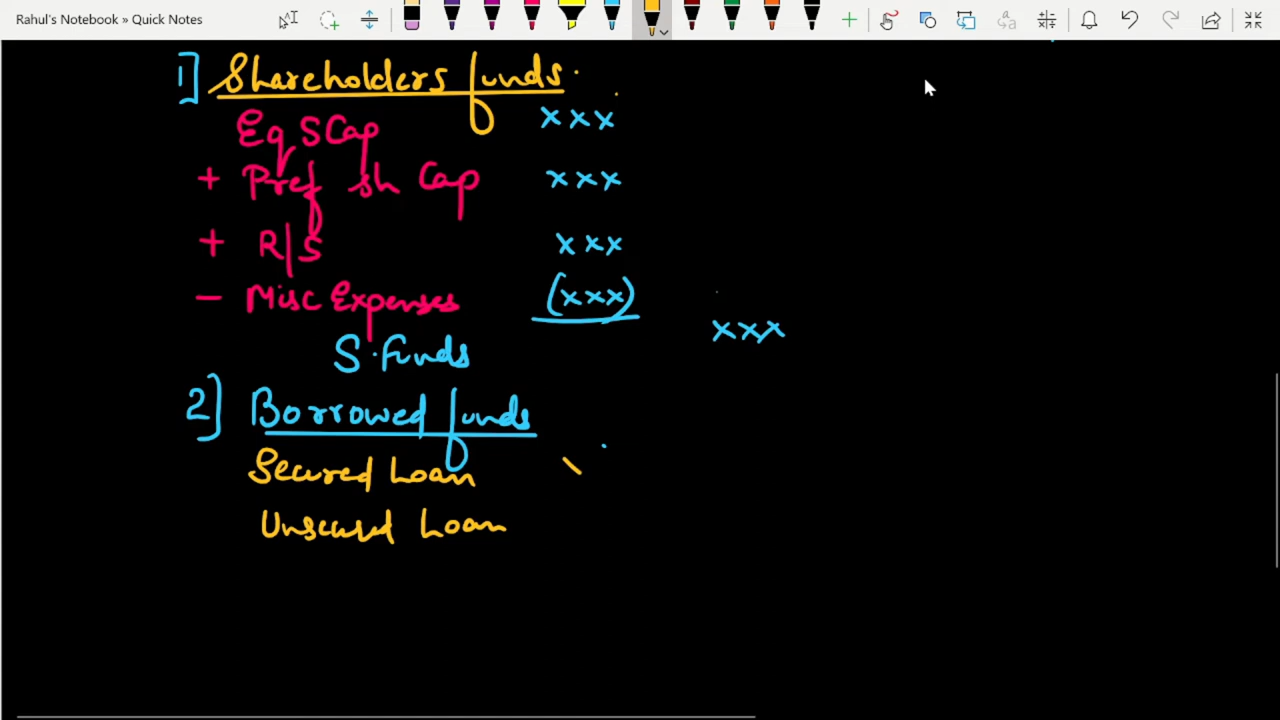 Rahul's Notebook » Quick Notes
1] Shareholders funds.
Eq S Cap xxx
+ Pref sh Cap xxx
+ R/S xxx
- Misc Expenses (xxx)
S. Funds xxx
2] Borrowed funds
Secured Loan
Unsecured Loan